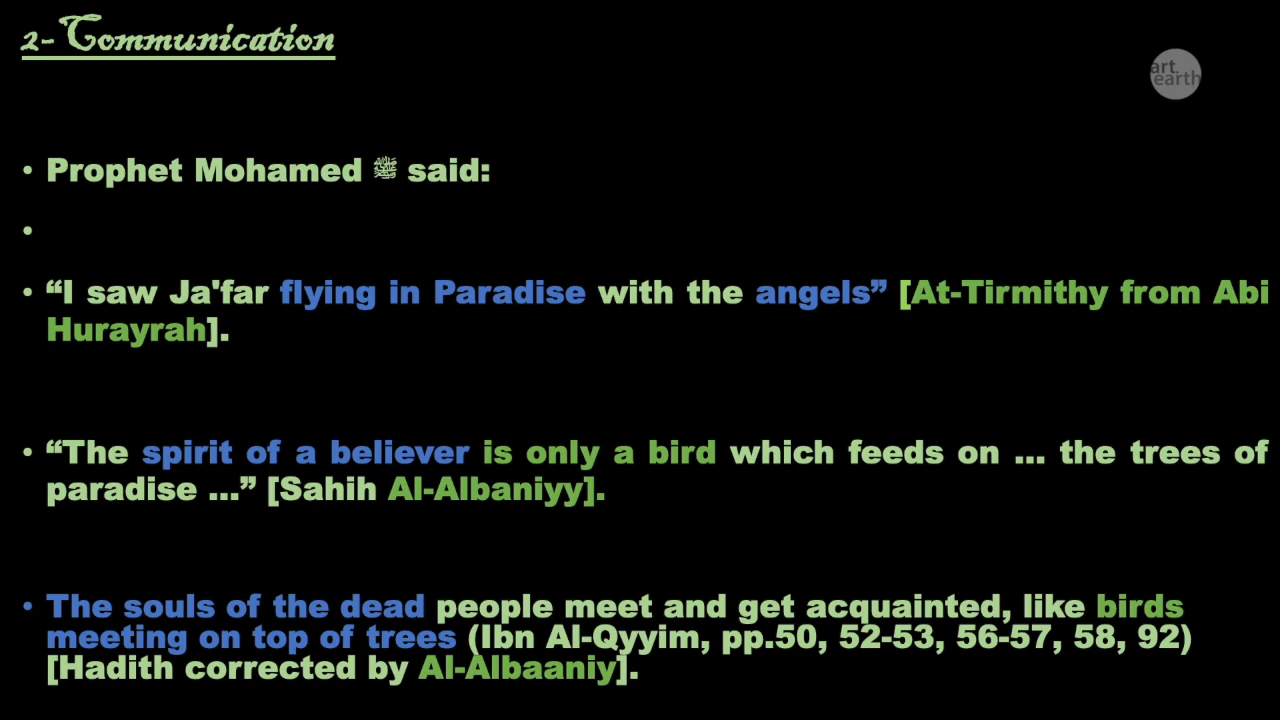 2-Communication
art
earth
• Prophet Mohamed ﷺ said:
•
• “I saw Ja'far flying in Paradise with the angels” [At-Tirmithy from Abi
Hurayrah].
• “The spirit of a believer is only a bird which feeds on ... the trees of
paradise ...” [Sahih Al-Albaniyy].
• The souls of the dead people meet and get acquainted, like birds
meeting on top of trees (Ibn Al-Qyyim, pp.50, 52-53, 56-57, 58, 92)
[Hadith corrected by Al-Albaaniy].